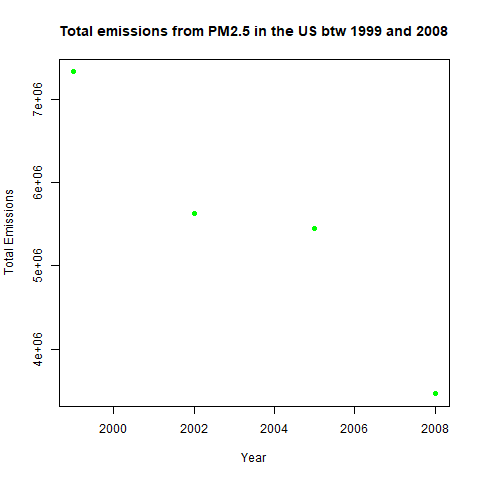 Total emissions from PM2.5 in the US btw 1999 and 2008
7e+06
6e+06
5e+06
4e+06
Total Emissions
2000 2002 2004 2006 2008
Year